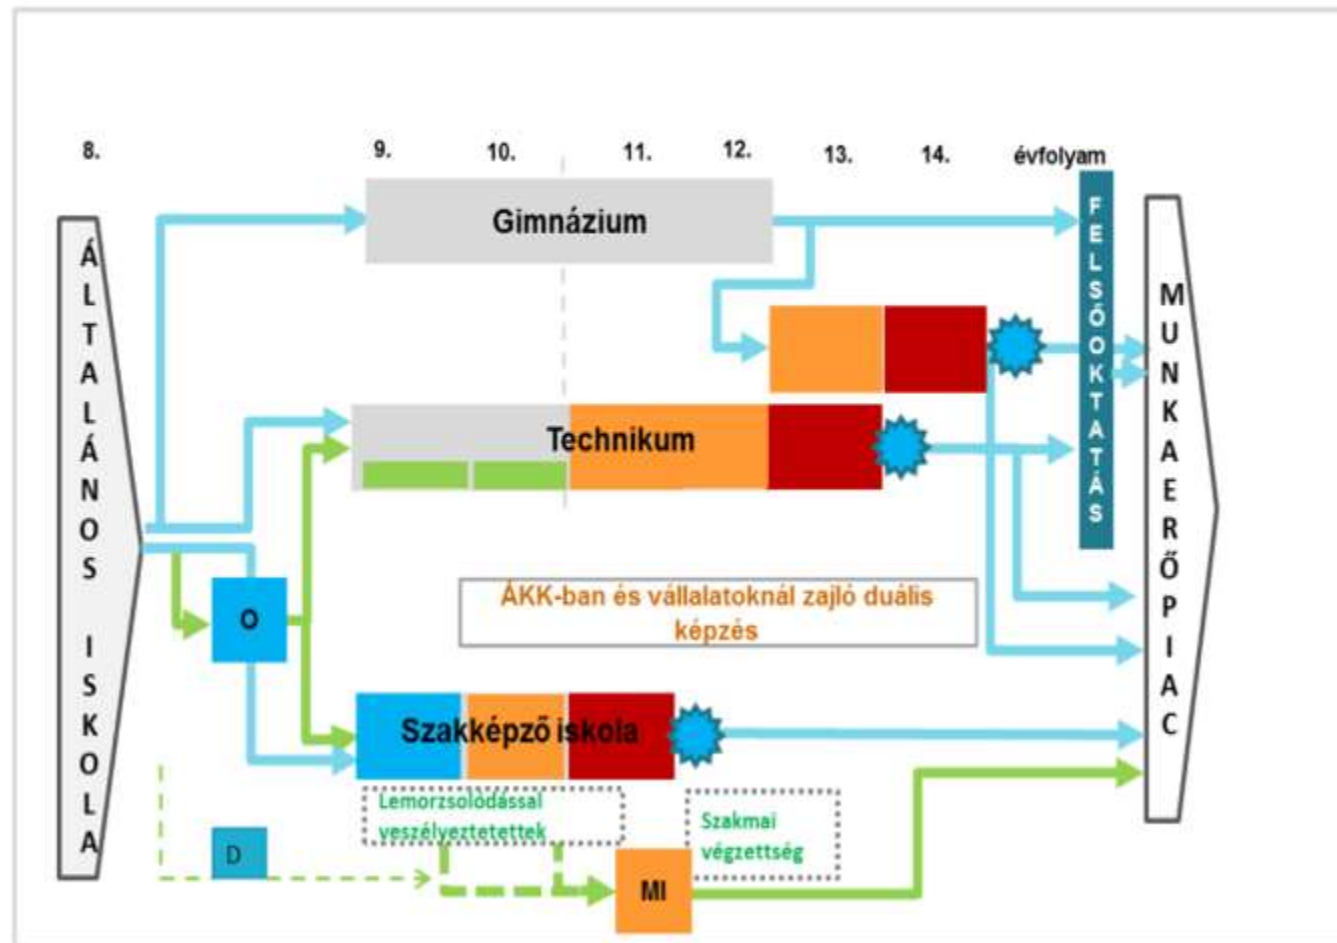 8.
9.
10.
11.
12.
13.
14.
évfolyam
ÁLTALÁNOS ISKOLA
Gimnázium
FELSŐOKTATÁS
MUNKAERŐPIAC
Technikum
O
ÁKK-ban és vállalatoknál zajló duális
képzés
Szakképző iskola
Lemorzsolódással
veszélyeztetettek
Szakmai
végzettség
D
MI